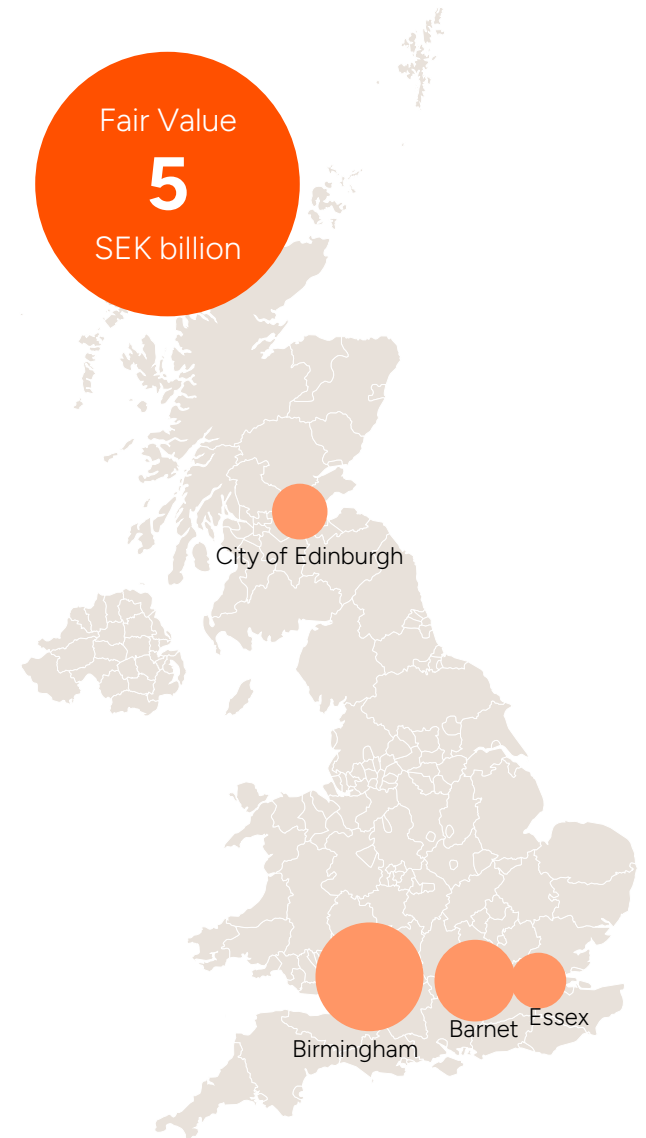 Fair Value
5
SEK billion
City of Edinburgh
Essex
Barnet
Birmingham